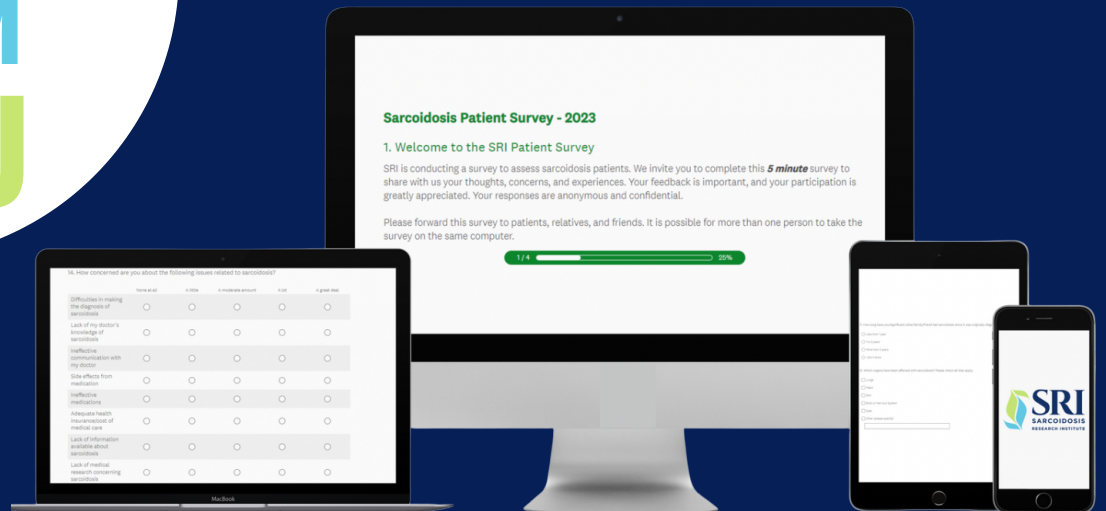 Sarcoidosis Patient Survey - 2023
1. Welcome to the SRI Patient Survey
SRI is conducting a survey to assess sarcoidosis patients. We invite you to complete this 5 minute survey to
share with us your thoughts, concerns, and experiences. Your feedback is important, and your participation is
greatly appreciated. Your responses are anonymous and confidential.
Please forward this survey to patients, relatives, and friends. It is possible for more than one person to take the
survey on the same computer.
1 / 4 25%
14. How concerned are you about the following issues related to sarcoidosis?
None at all A little A moderate amount A lot A great deal
Difficulties in making
the diagnosis of
sarcoidosis
Lack of my doctor's
knowledge of
sarcoidosis
Ineffective
communication with
my doctor
Side effects from
medication
Ineffective
medications
Adequate health
insurance/cost of
medical care
Lack of information
available about
sarcoidosis
Lack of medical
research concerning
sarcoidosis
MacBook
SRI
SARCOIDOSIS
RESEARCH INSTITUTE